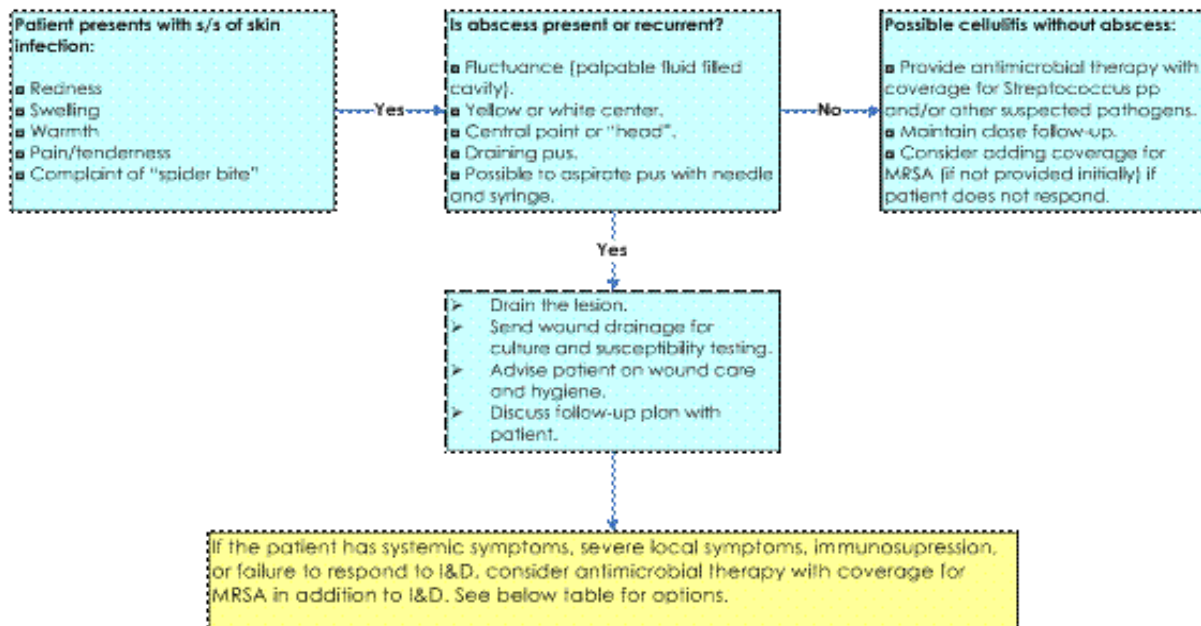 Patient presents with s/s of skin
infection:
▪ Redness
▪ Swelling
▪ Warmth
▪ Pain/tenderness
▪ Complaint of “spider bite”
Yes
Is abscess present or recurrent?
▪ Fluctuance (palpable fluid filled
cavity).
▪ Yellow or white center.
▪ Central point or “head”.
▪ Draining pus.
▪ Possible to aspirate pus with needle
and syringe.
No
Possible cellulitis without abscess:
▪ Provide antimicrobial therapy with
coverage for Streptococcus pp
and/or other suspected pathogens.
▪ Maintain close follow-up.
▪ Consider adding coverage for
MRSA (if not provided initially) if
patient does not respond.
Yes
➢ Drain the lesion.
➢ Send wound drainage for
culture and susceptibility testing.
➢ Advise patient on wound care
and hygiene.
➢ Discuss follow-up plan with
patient.
If the patient has systemic symptoms, severe local symptoms, immunosupression,
or failure to respond to I&D, consider antimicrobial therapy with coverage for
MRSA in addition to I&D. See below table for options.